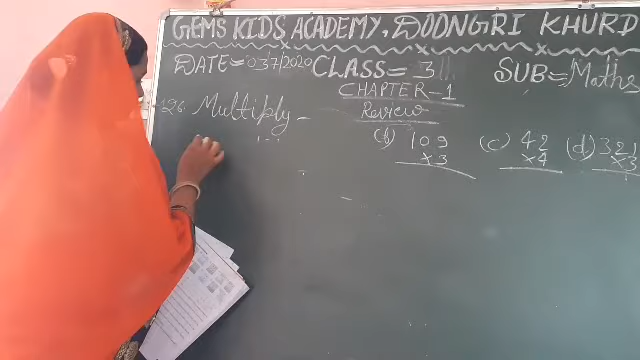 GEMS KIDS ACADEMY, DOONGRI KHURD
DATE = 03/7/2020 CLASS = 3 SUB = Maths
CHAPTER - 1
Review
Multiply -
(b) 109 (c) 42 (d) 321
×3 ×4 ×3